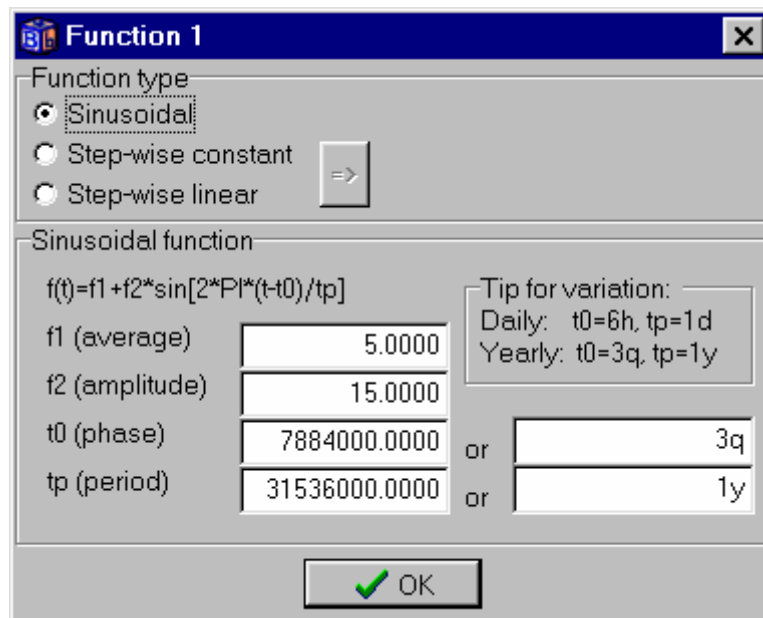 Function 1
Function type
Sinusoidal
Step-wise constant
=>
Step-wise linear
Sinusoidal function
f(t)=f1+f2*sin[2*PI*(t-t0)/tp]
Tip for variation:
Daily: t0=6h, tp=1d
Yearly: t0=3q, tp=1y
f1 (average) 5.0000
f2 (amplitude) 15.0000
t0 (phase) 7884000.0000 or 3q
tp (period) 31536000.0000 or 1y
OK